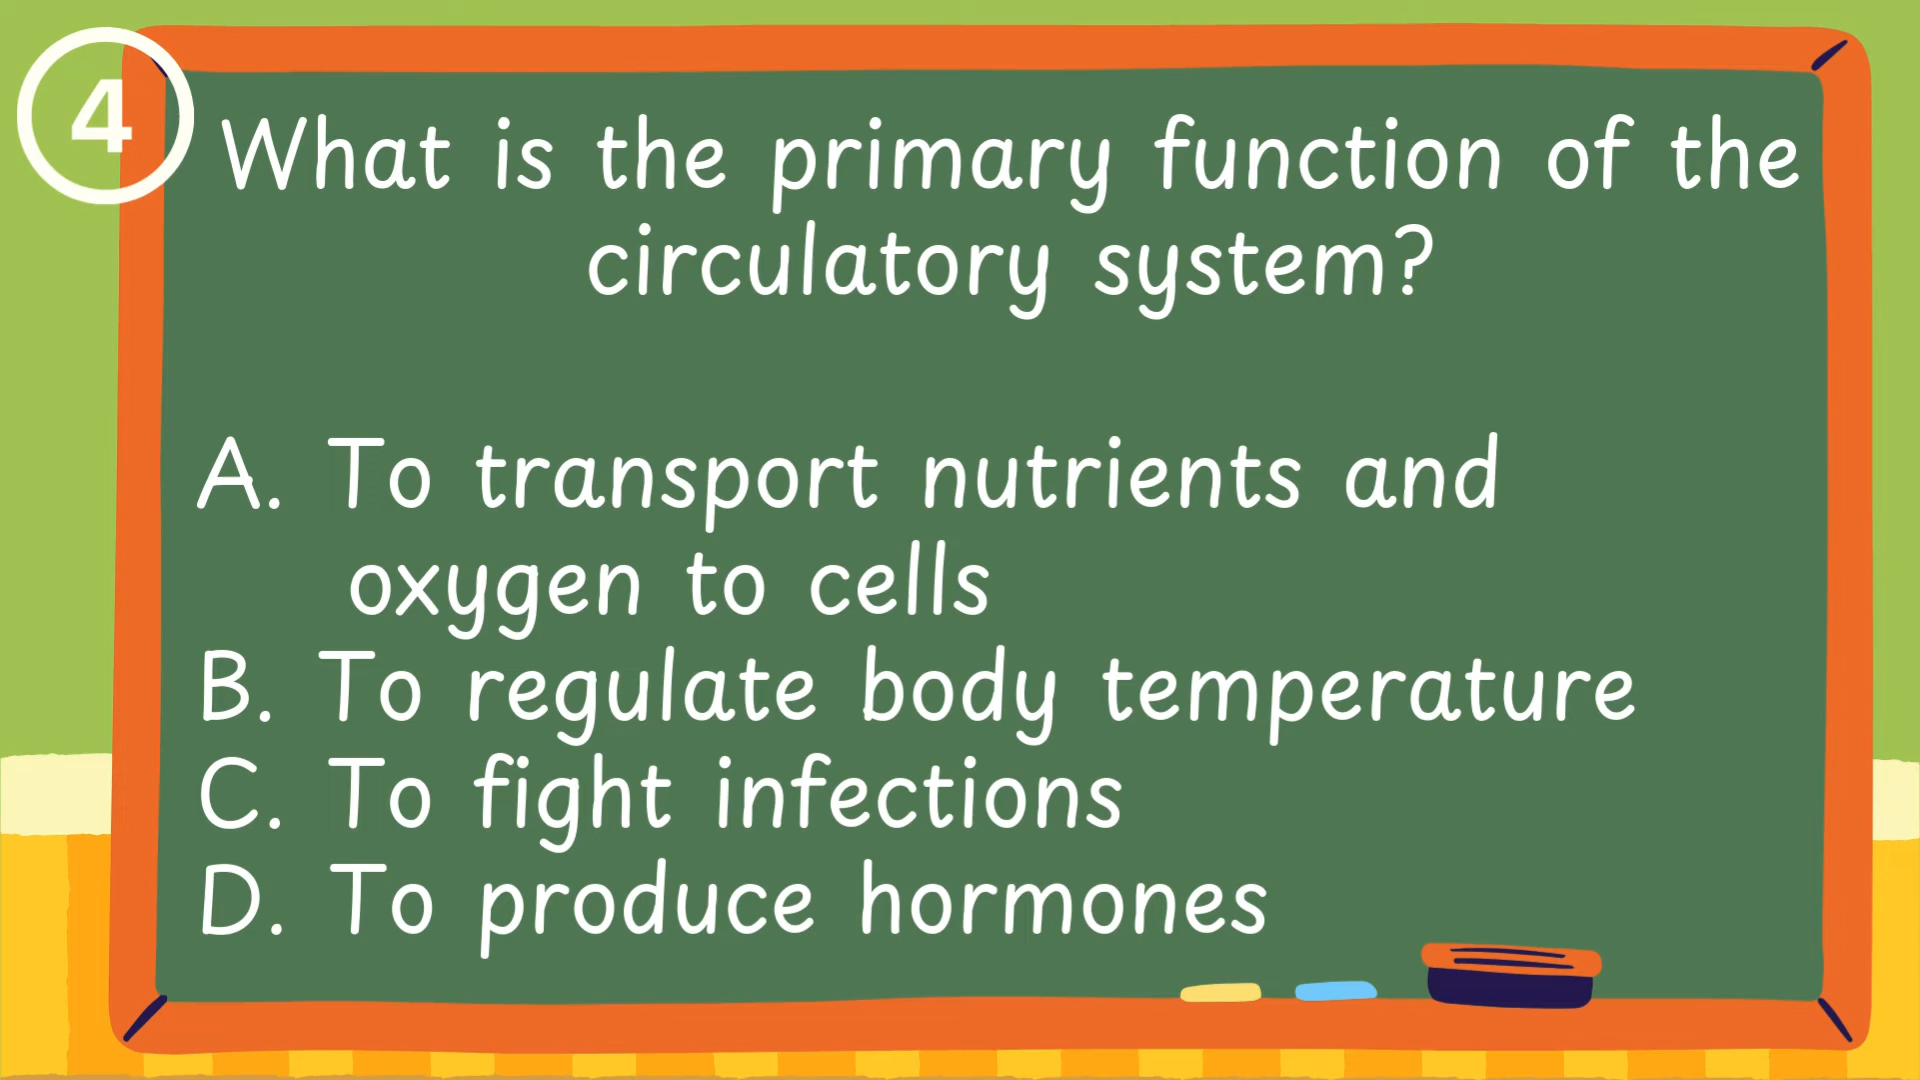 4
What is the primary function of the
circulatory system?
A. To transport nutrients and
oxygen to cells
B. To regulate body temperature
C. To fight infections
D. To produce hormones